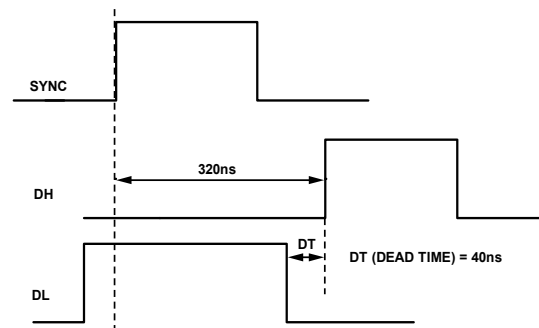 SYNC
320ns
DH
DT
DT (DEAD TIME) = 40ns
DL